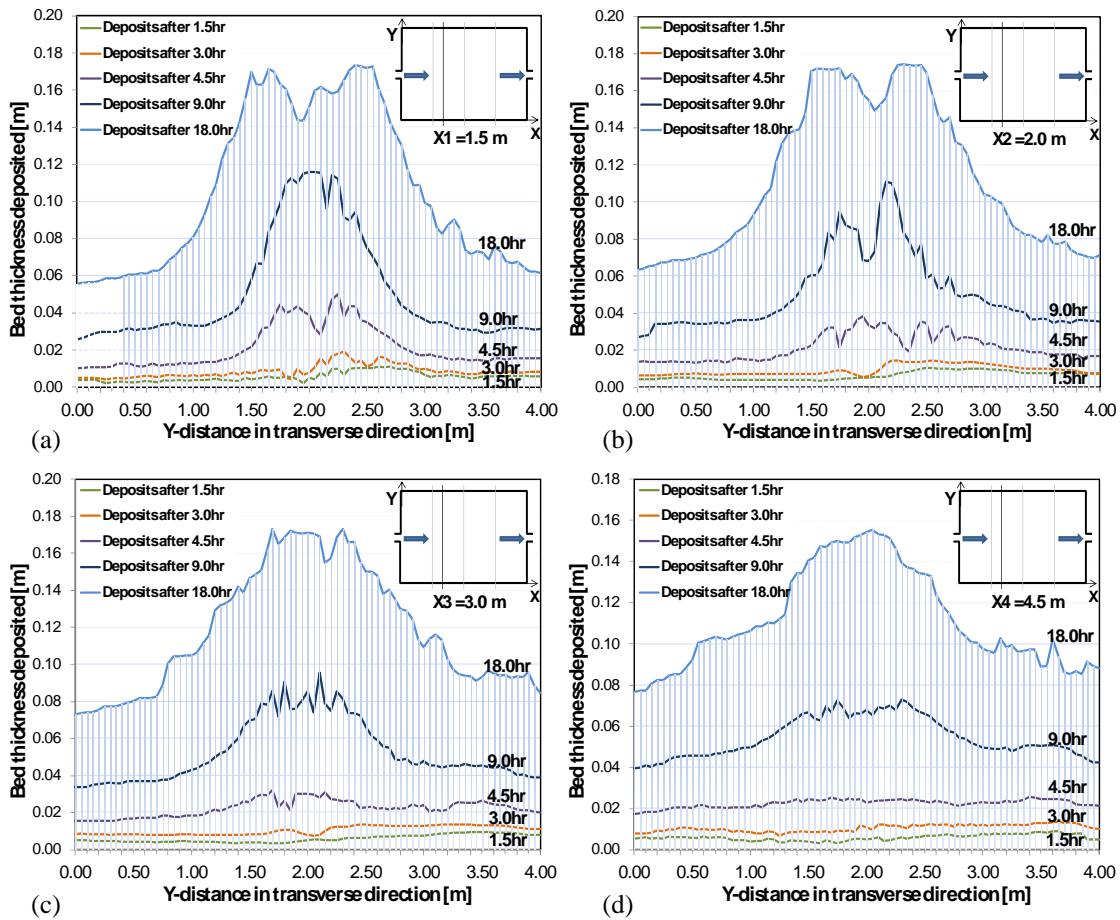 Depositsafter 1.5hr
Depositsafter 3.0hr
Depositsafter 4.5hr
Depositsafter 9.0hr
Depositsafter 18.0hr
Y
X
X1 =1.5 m
18.0hr
9.0hr
4.5hr
3.0hr
1.5hr
Bed thickness deposited [m]
0.20
0.18
0.16
0.14
0.12
0.10
0.08
0.06
0.04
0.02
0.00
0.00 0.50 1.00 1.50 2.00 2.50 3.00 3.50 4.00
Y-distance in transverse direction [m]
(a)
Depositsafter 1.5hr
Depositsafter 3.0hr
Depositsafter 4.5hr
Depositsafter 9.0hr
Depositsafter 18.0hr
Y
X
X2 =2.0 m
18.0hr
9.0hr
4.5hr
3.0hr
1.5hr
Bed thickness deposited [m]
0.20
0.18
0.16
0.14
0.12
0.10
0.08
0.06
0.04
0.02
0.00
0.00 0.50 1.00 1.50 2.00 2.50 3.00 3.50 4.00
Y-distance in transverse direction [m]
(b)
Depositsafter 1.5hr
Depositsafter 3.0hr
Depositsafter 4.5hr
Depositsafter 9.0hr
Depositsafter 18.0hr
Y
X
X3 =3.0 m
18.0hr
9.0hr
4.5hr
3.0hr
1.5hr
Bed thickness deposited [m]
0.20
0.18
0.16
0.14
0.12
0.10
0.08
0.06
0.04
0.02
0.00
0.00 0.50 1.00 1.50 2.00 2.50 3.00 3.50 4.00
Y-distance in transverse direction [m]
(c)
Depositsafter 1.5hr
Depositsafter 3.0hr
Depositsafter 4.5hr
Depositsafter 9.0hr
Depositsafter 18.0hr
Y
X
X4 =4.5 m
18.0hr
9.0hr
4.5hr
3.0hr
1.5hr
Bed thickness deposited [m]
0.18
0.16
0.14
0.12
0.10
0.08
0.06
0.04
0.02
0.00
0.00 0.50 1.00 1.50 2.00 2.50 3.00 3.50 4.00
Y-distance in transverse direction [m]
(d)